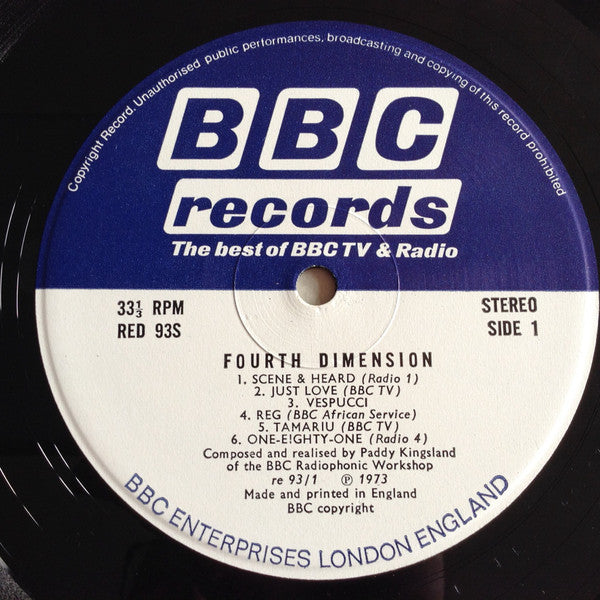 Copyright Record. Unauthorised public performances, broadcasting and copying of this record prohibited
BBC
records
The best of BBC TV & Radio
33⅓ RPM
RED 93S
STEREO
SIDE 1
FOURTH DIMENSION
1. SCENE & HEARD (Radio 1)
2. JUST LOVE (BBC TV)
3. VESPUCCI
4. REG (BBC African Service)
5. TAMARIU (BBC TV)
6. ONE-E!GHTY-ONE (Radio 4)
Composed and realised by Paddy Kingsland
of the BBC Radiophonic Workshop
re 93/1 ℗ 1973
Made and printed in England
BBC copyright
BBC ENTERPRISES LONDON ENGLAND